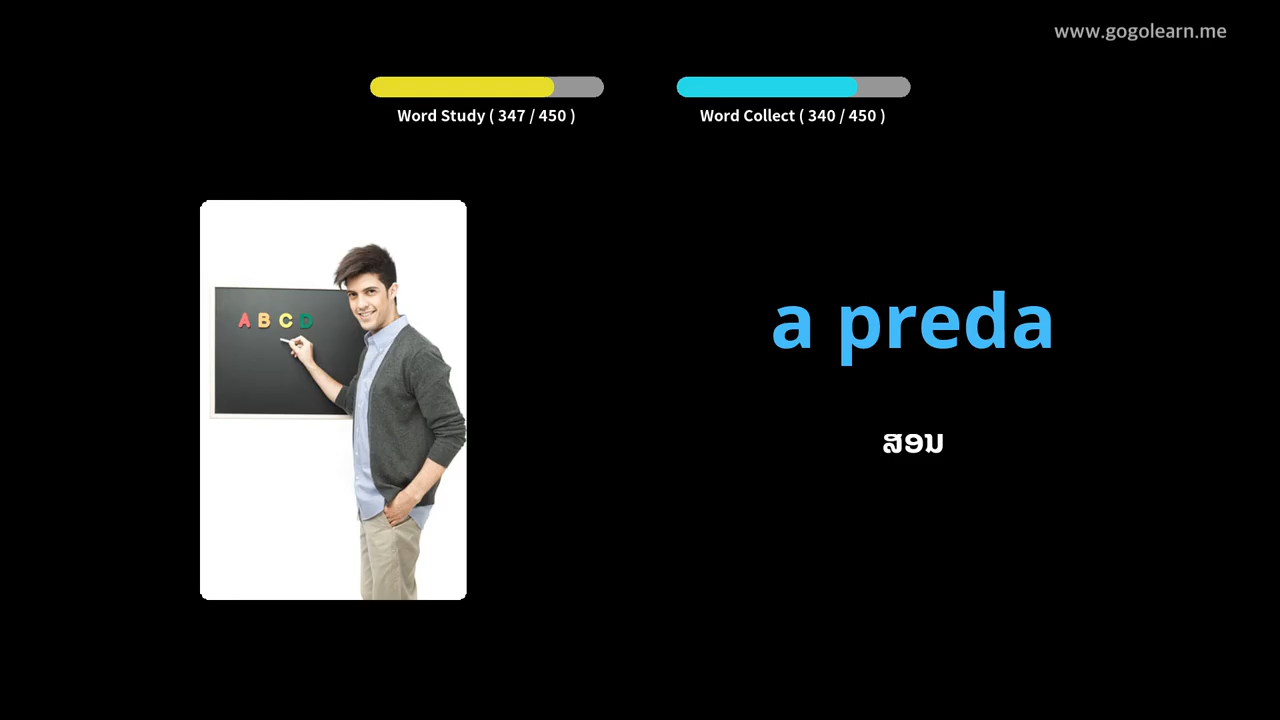 www.gogolearn.me
Word Study ( 347 / 450 )
Word Collect ( 340 / 450 )
A B C D
a preda
ສອນ